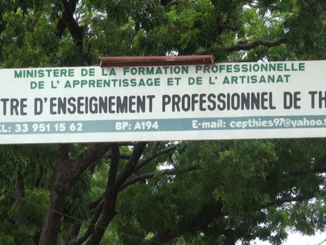 MINISTERE DE LA FORMATION PROFESSIONNELLE
DE L' APPRENTISSAGE ET DE L' ARTISANAT
TRE D'ENSEIGNEMENT PROFESSIONNEL DE TH
EL: 33 951 15 62 BP: A194 E-mail: cepthies97@yahoo.f